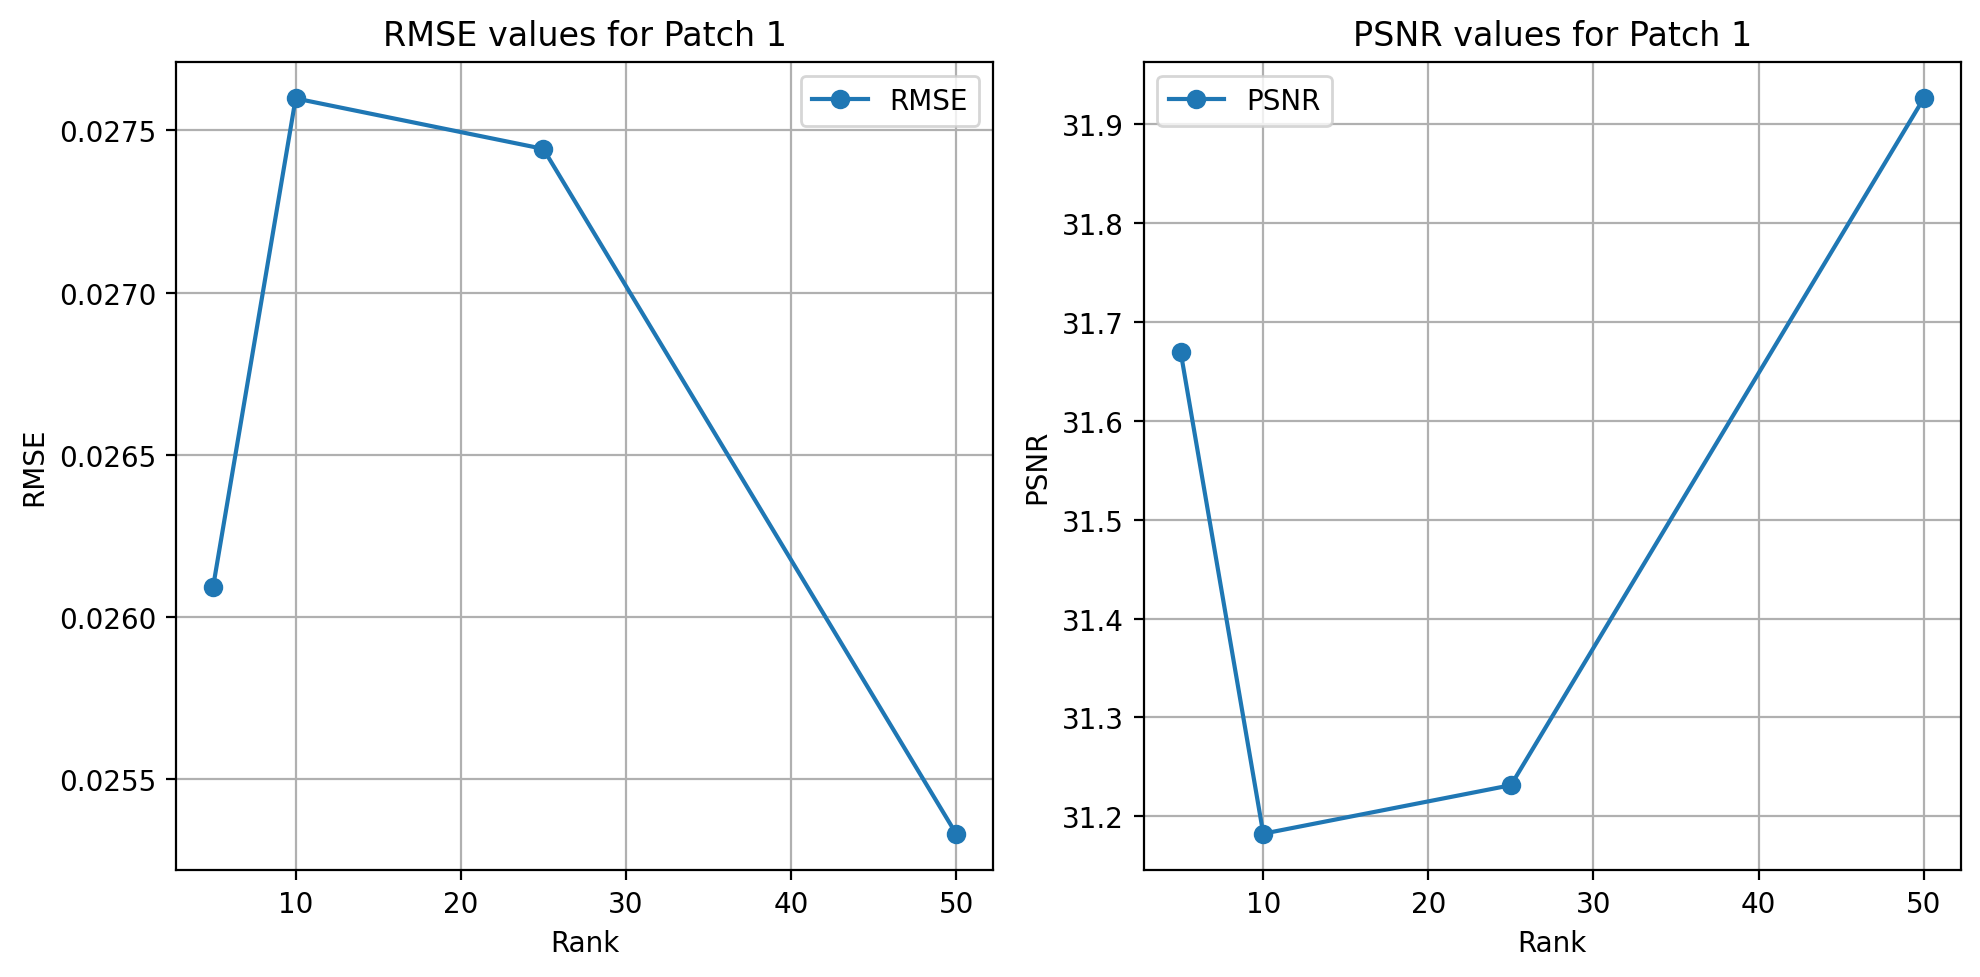 RMSE values for Patch 1
RMSE
0.0275
0.0270
0.0265
0.0260
0.0255
RMSE
10 20 30 40 50
Rank
PSNR values for Patch 1
PSNR
31.9
31.8
31.7
31.6
31.5
31.4
31.3
31.2
PSNR
10 20 30 40 50
Rank